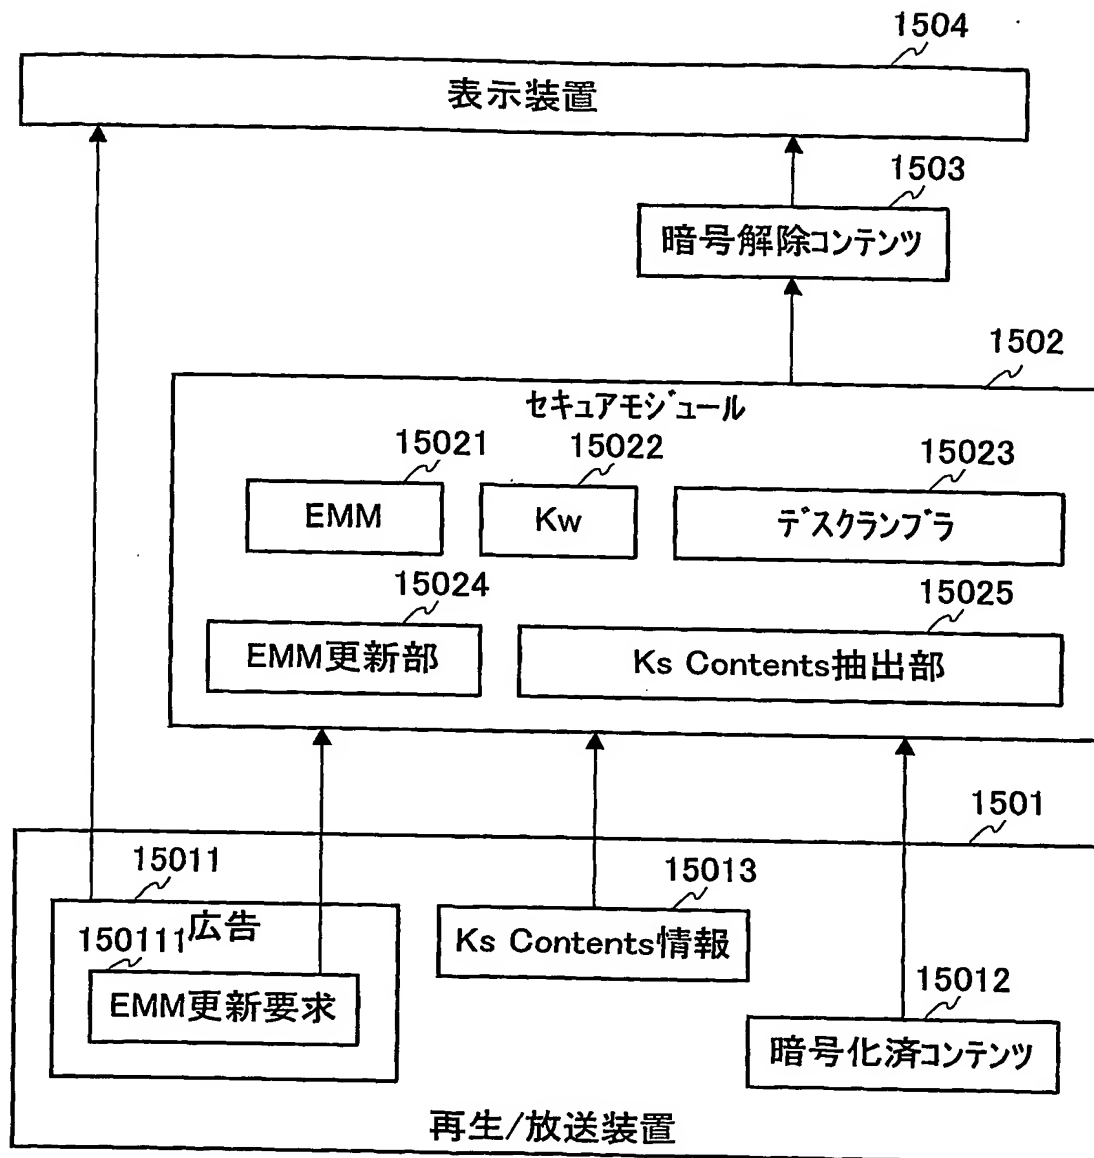 1504
表示装置
1503
暗号解除コンテンツ
1502
セキュアモジュール
15021
15022
15023
EMM
Kw
デスクランブラ
15024
15025
EMM更新部
Ks Contents抽出部
1501
15011
15013
広告
150111
Ks Contents情報
EMM更新要求
15012
暗号化済コンテンツ
再生/放送装置